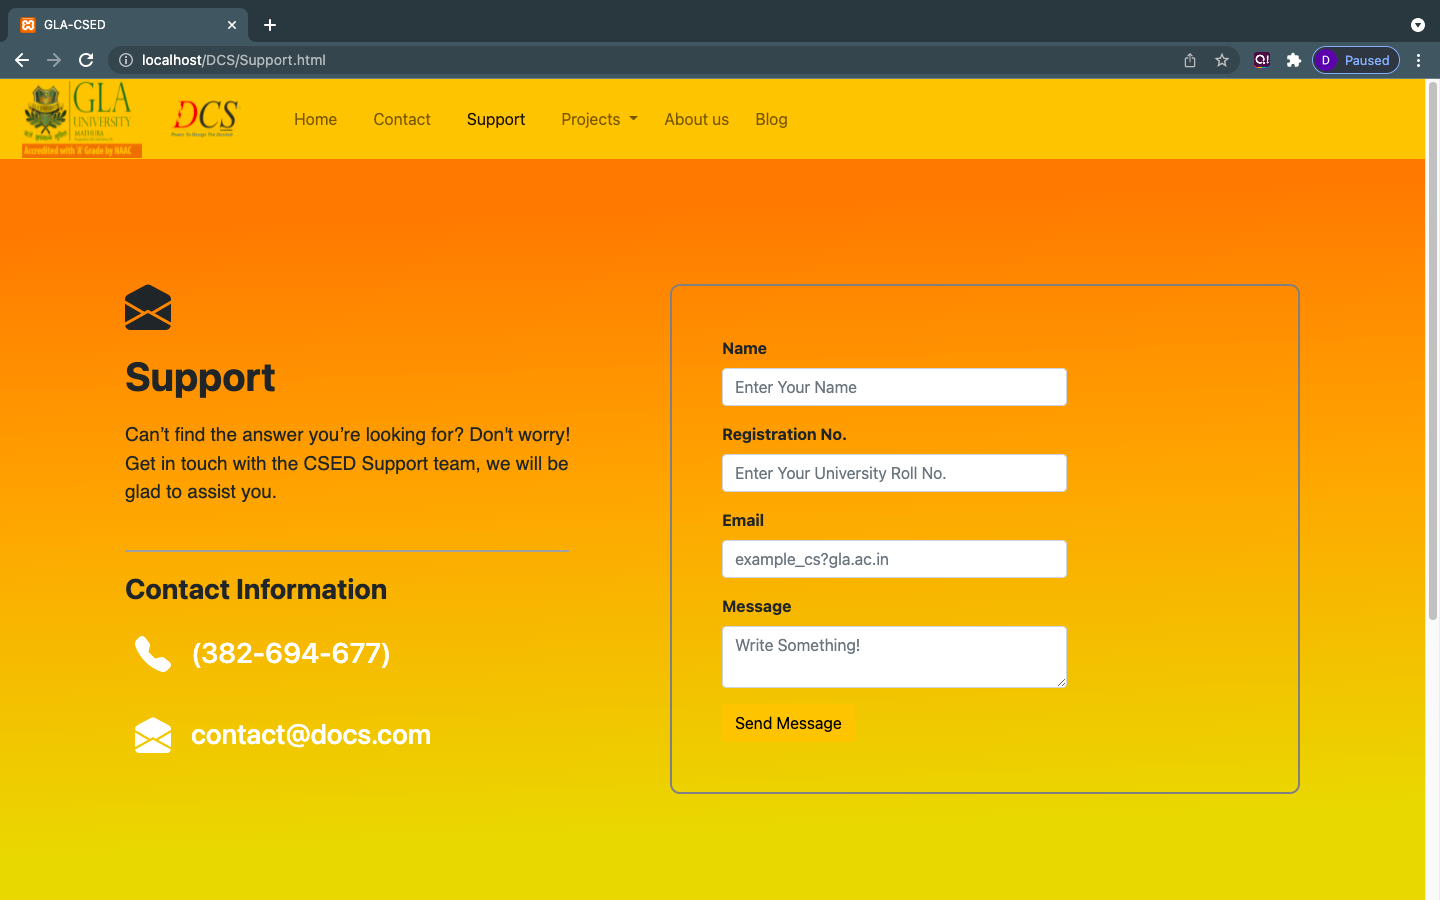 GLA-CSED
localhost/DCS/Support.html
Paused
D
GLA
UNIVERSITY
MATHURA
Accredited with 'A' Grade by NAAC
DCS
Home
Contact
Support
Projects
About us
Blog
Support
Can’t find the answer you’re looking for? Don't worry!
Get in touch with the CSED Support team, we will be
glad to assist you.
Contact Information
(382-694-677)
contact@docs.com
Name
Enter Your Name
Registration No.
Enter Your University Roll No.
Email
example_cs?gla.ac.in
Message
Write Something!
Send Message